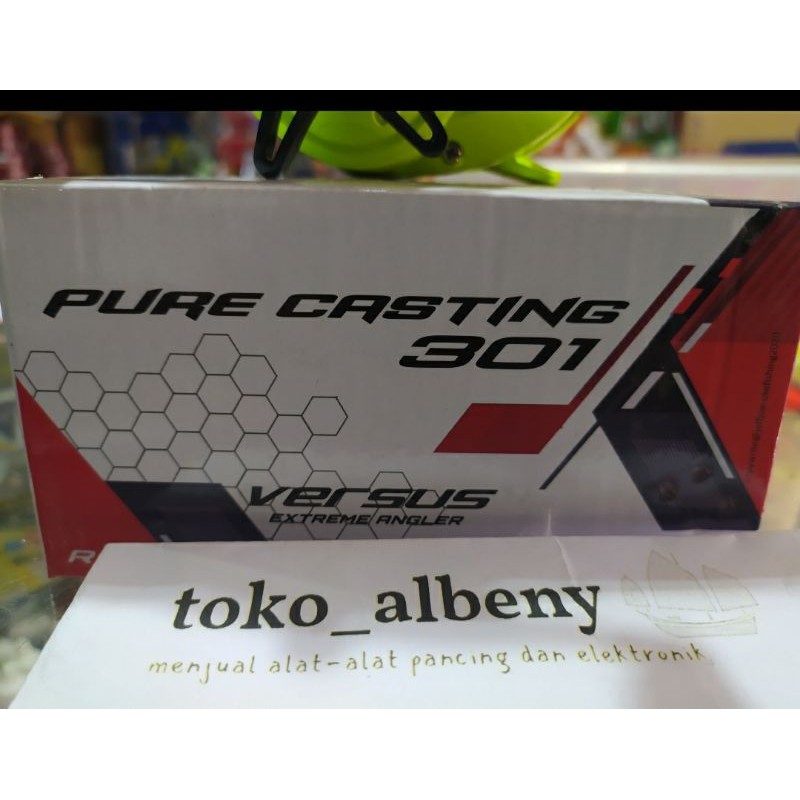 PURE CASTING
301
versus
EXTREME ANGLER
toko_albeny
menjual alat-alat pancing dan elektronik